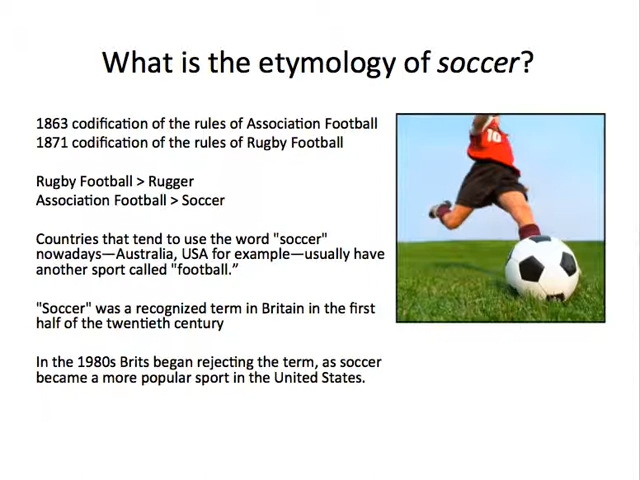 What is the etymology of soccer?
1863 codification of the rules of Association Football
1871 codification of the rules of Rugby Football
Rugby Football > Rugger
Association Football > Soccer
Countries that tend to use the word "soccer"
nowadays—Australia, USA for example—usually have
another sport called "football.”
"Soccer" was a recognized term in Britain in the first
half of the twentieth century
In the 1980s Brits began rejecting the term, as soccer
became a more popular sport in the United States.
10